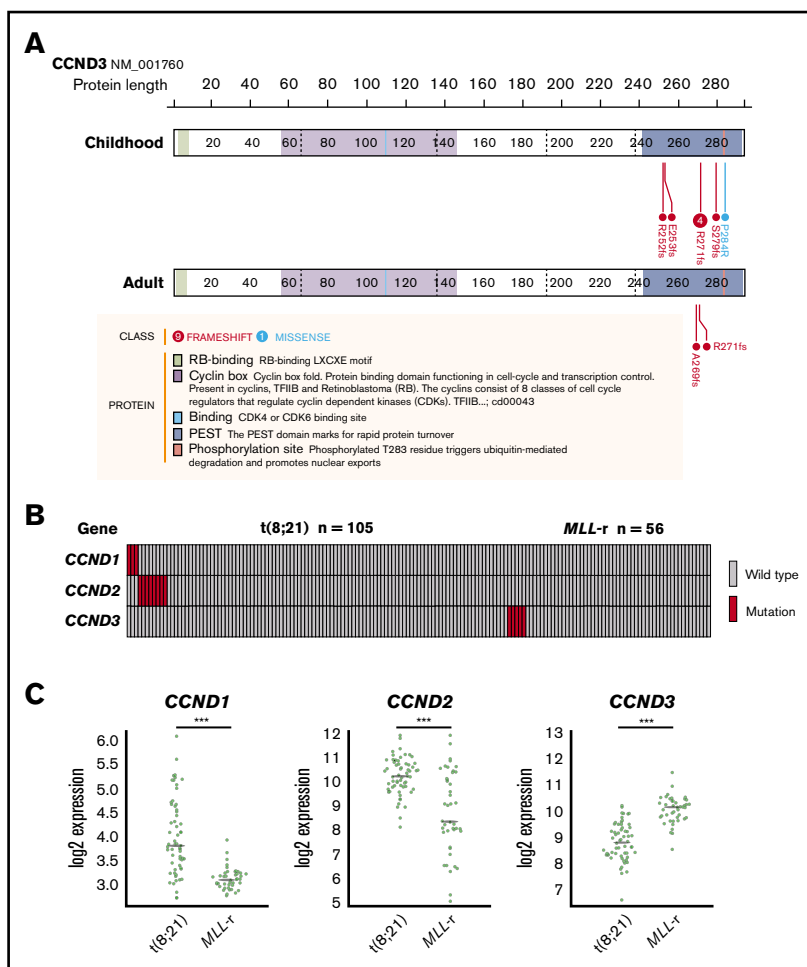 A
CCND3 NM_001760
Protein length 20 40 60 80 100 120 140 160 180 200 220 240 260 280
Childhood 20 40 60 80 100 120 140 160 180 200 220 240 260 280
R252fs E253fs 4 R271fs S279fs P284R
Adult 20 40 60 80 100 120 140 160 180 200 220 240 260 280
A269fs R271fs
CLASS 9 FRAMESHIFT 1 MISSENSE
PROTEIN
RB-binding RB-binding LXCXE motif
Cyclin box Cyclin box fold. Protein binding domain functioning in cell-cycle and transcription control.
Present in cyclins, TFIIB and Retinoblastoma (RB). The cyclins consist of 8 classes of cell cycle
regulators that regulate cyclin dependent kinases (CDKs). TFIIB...; cd00043
Binding CDK4 or CDK6 binding site
PEST The PEST domain marks for rapid protein turnover
Phosphorylation site Phosphorylated T283 residue triggers ubiquitin-mediated
degradation and promotes nuclear exports
B
Gene t(8;21) n = 105 MLL-r n = 56
CCND1
CCND2
CCND3
Wild type
Mutation
C
CCND1
***
log2 expression
6.0
5.5
5.0
4.5
4.0
3.5
3.0
t(8;21) MLL-r
CCND2
***
log2 expression
12
11
10
9
8
7
6
5
t(8;21) MLL-r
CCND3
***
log2 expression
13
12
11
10
9
8
7
t(8;21) MLL-r